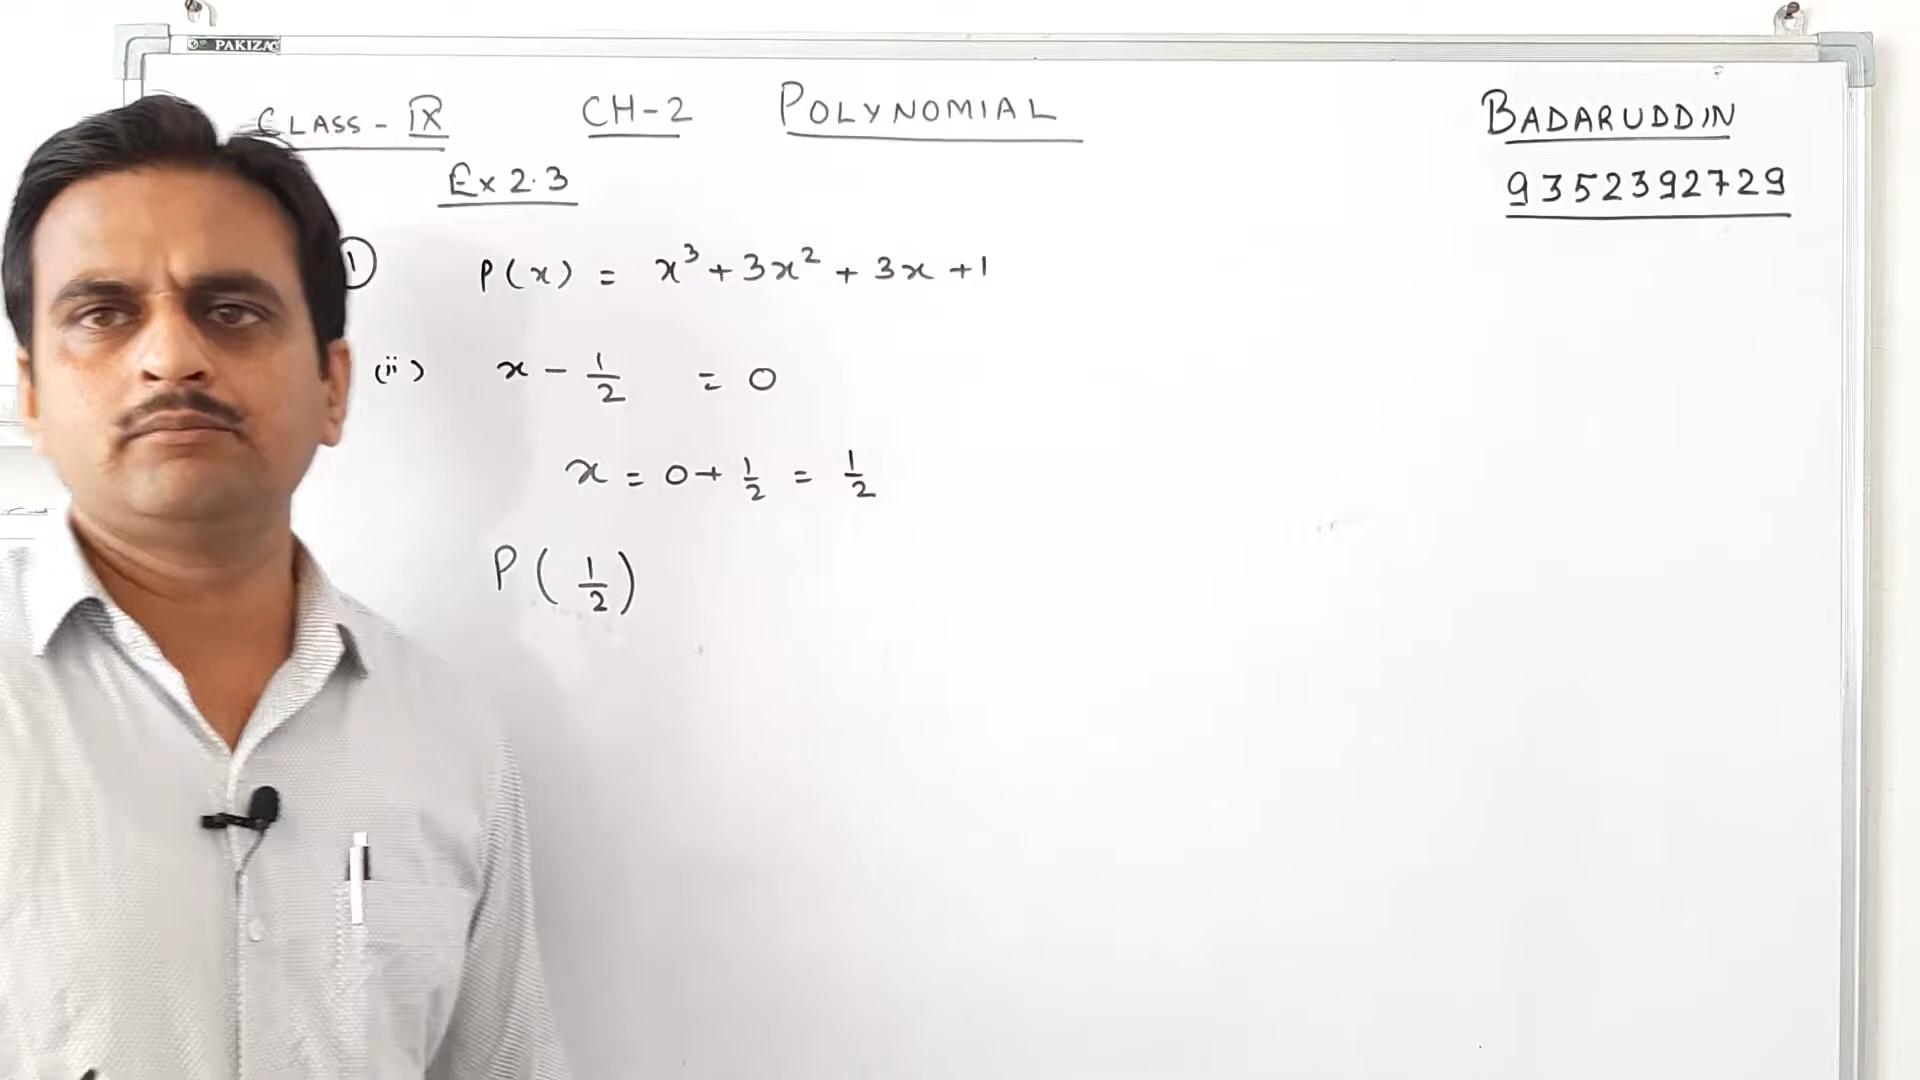 PAKIZA
CLASS - IX CH-2 POLYNOMIAL
Ex 2.3
BADARUDDIN
9352392729
① P(x) = x³ + 3x² + 3x + 1
(ii) x - 1/2 = 0
x = 0 + 1/2 = 1/2
P(1/2)